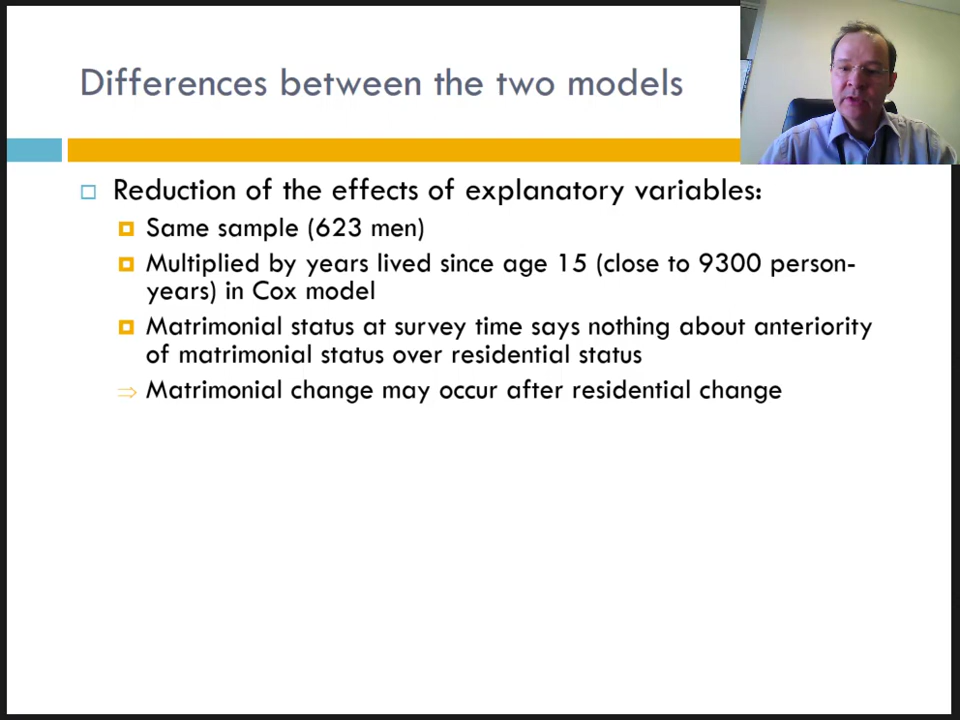 Differences between the two models
Reduction of the effects of explanatory variables:
Same sample (623 men)
Multiplied by years lived since age 15 (close to 9300 person-
years) in Cox model
Matrimonial status at survey time says nothing about anteriority
of matrimonial status over residential status
⇒ Matrimonial change may occur after residential change